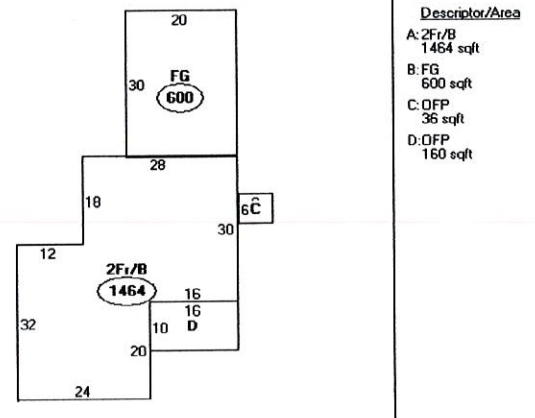 20
30
FG
600
28
18
6
C
30
12
2Fr/B
1464
16
16
32
10
D
20
24
Descriptor/Area
A:2Fr/B
1464 sqft
B:FG
600 sqft
C:OFP
36 sqft
D:OFP
160 sqft